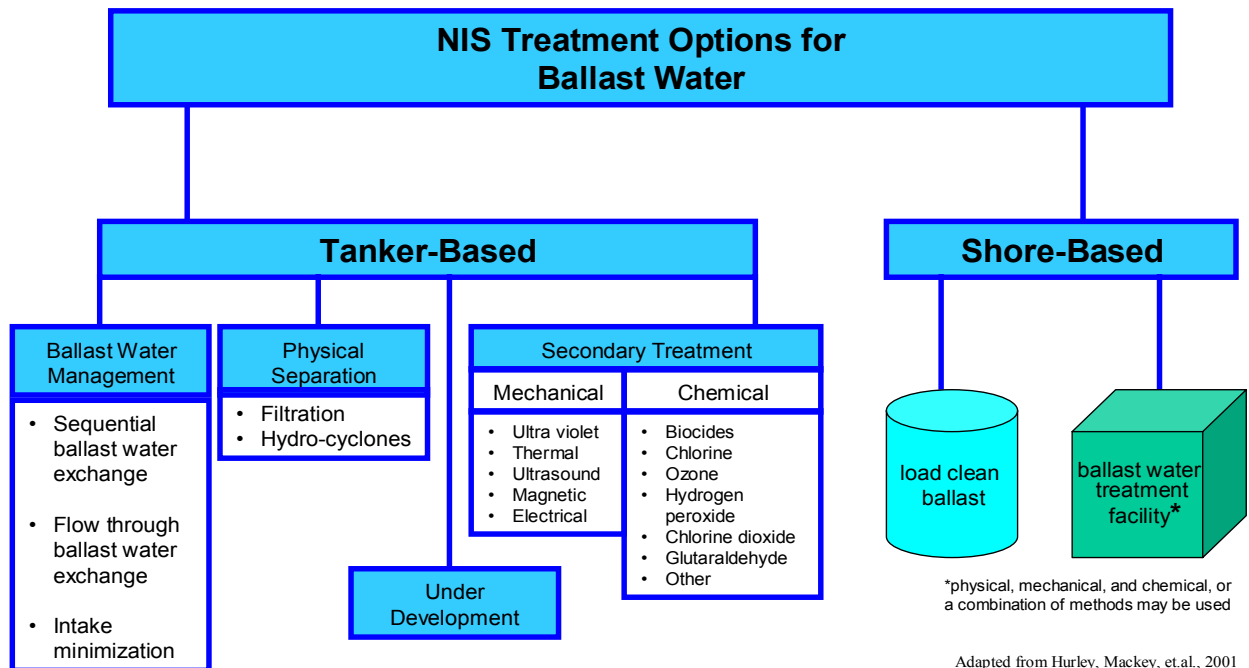 NIS Treatment Options for
Ballast Water
Tanker-Based
Shore-Based
Ballast Water
Management
• Sequential
ballast water
exchange
• Flow through
ballast water
exchange
• Intake
minimization
Physical
Separation
• Filtration
• Hydro-cyclones
Under
Development
Secondary Treatment
Mechanical
• Ultra violet
• Thermal
• Ultrasound
• Magnetic
• Electrical
Chemical
• Biocides
• Chlorine
• Ozone
• Hydrogen
peroxide
• Chlorine dioxide
• Glutaraldehyde
• Other
load clean
ballast
ballast water
treatment
facility*
*physical, mechanical, and chemical, or
a combination of methods may be used
Adapted from Hurley, Mackey, et.al., 2001